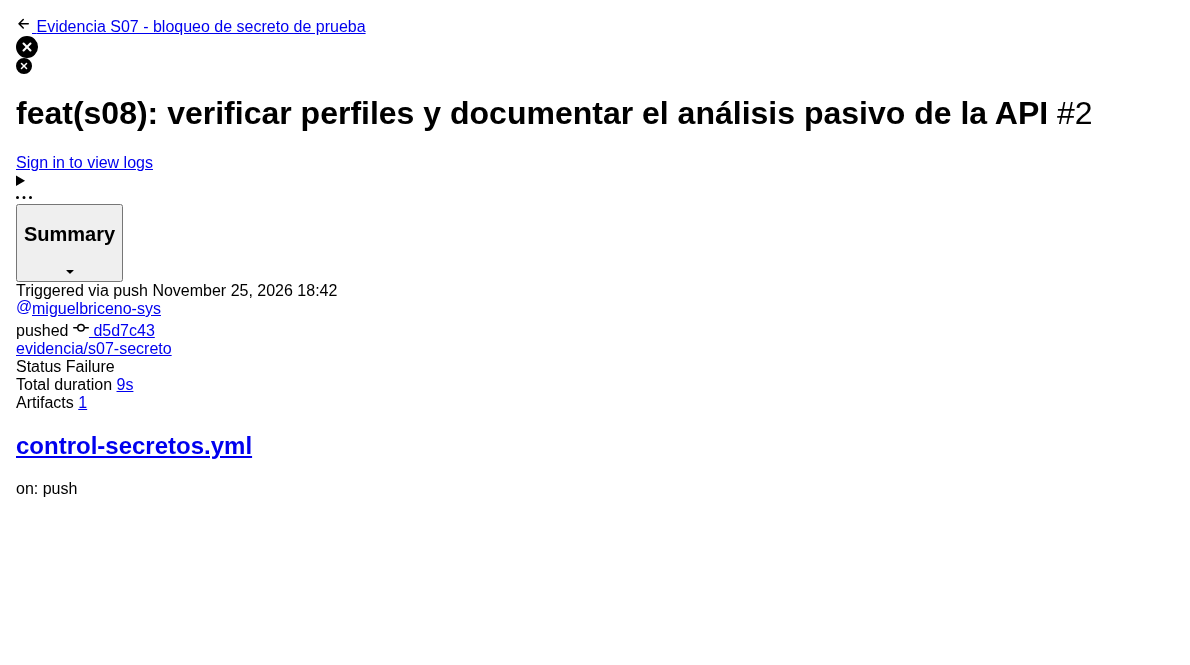 Evidencia S07 - bloqueo de secreto de prueba
feat(s08): verificar perfiles y documentar el análisis pasivo de la API #2
Sign in to view logs
Summary
Triggered via push November 25, 2026 18:42
@miguelbriceno-sys
pushed d5d7c43
evidencia/s07-secreto
Status Failure
Total duration 9s
Artifacts 1
control-secretos.yml
on: push